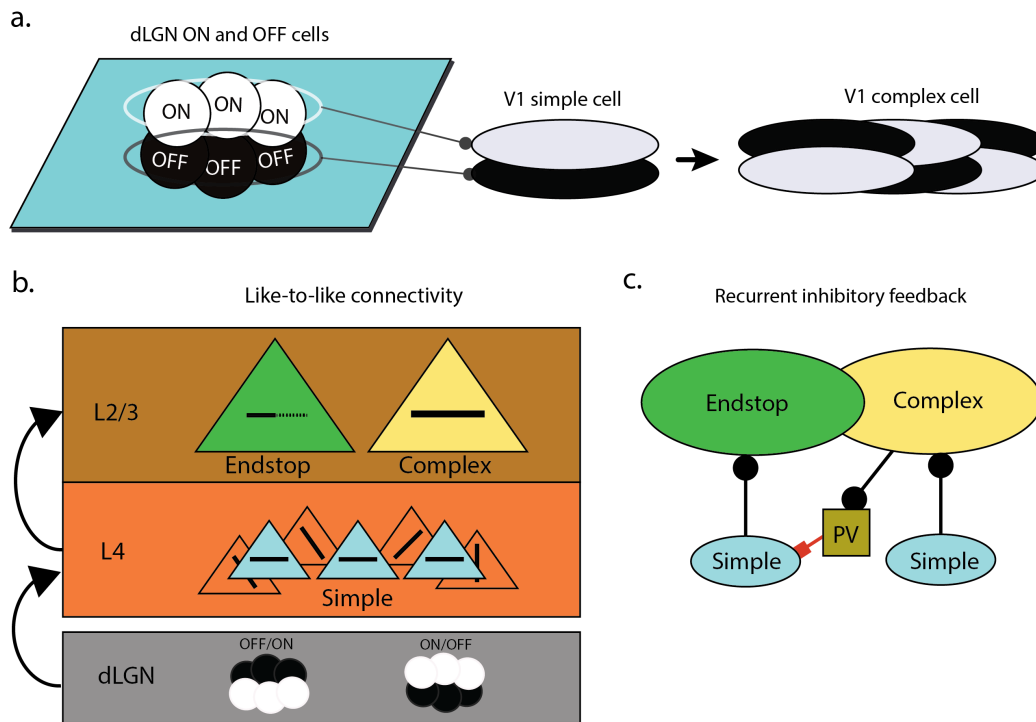 a.
dLGN ON and OFF cells
ON
ON
ON
OFF
OFF
OFF
V1 simple cell
V1 complex cell
b.
Like-to-like connectivity
L2/3
Endstop
Complex
L4
Simple
dLGN
OFF/ON
ON/OFF
c.
Recurrent inhibitory feedback
Endstop
Complex
PV
Simple
Simple